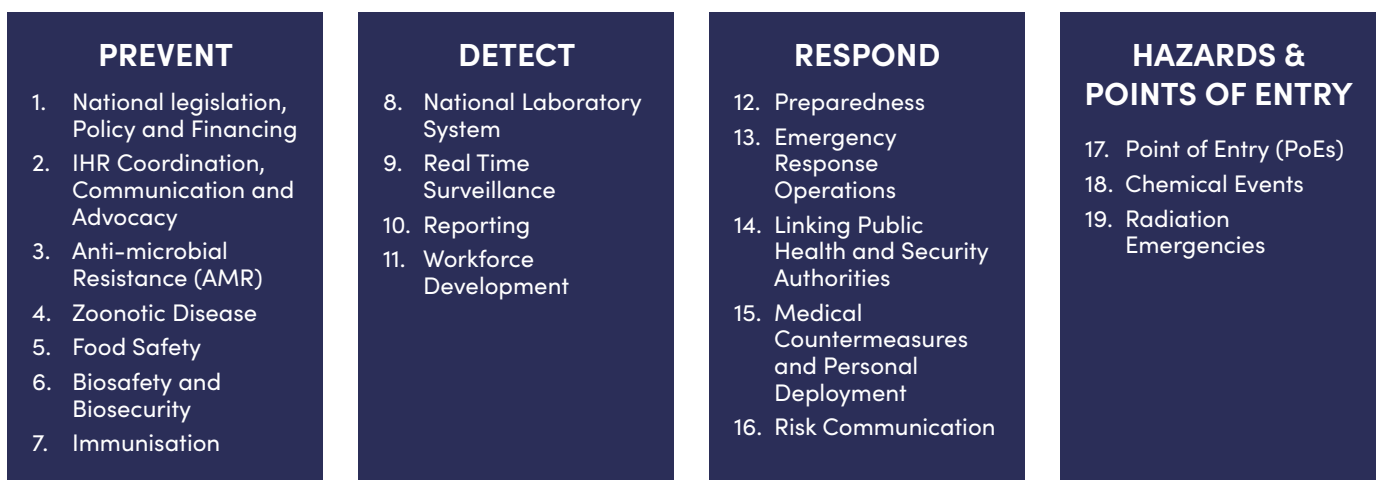 PREVENT
1. National legislation,
Policy and Financing
2. IHR Coordination,
Communication and
Advocacy
3. Anti-microbial
Resistance (AMR)
4. Zoonotic Disease
5. Food Safety
6. Biosafety and
Biosecurity
7. Immunisation
DETECT
8. National Laboratory
System
9. Real Time
Surveillance
10. Reporting
11. Workforce
Development
RESPOND
12. Preparedness
13. Emergency
Response
Operations
14. Linking Public
Health and Security
Authorities
15. Medical
Countermeasures
and Personal
Deployment
16. Risk Communication
HAZARDS &
POINTS OF ENTRY
17. Point of Entry (PoEs)
18. Chemical Events
19. Radiation
Emergencies